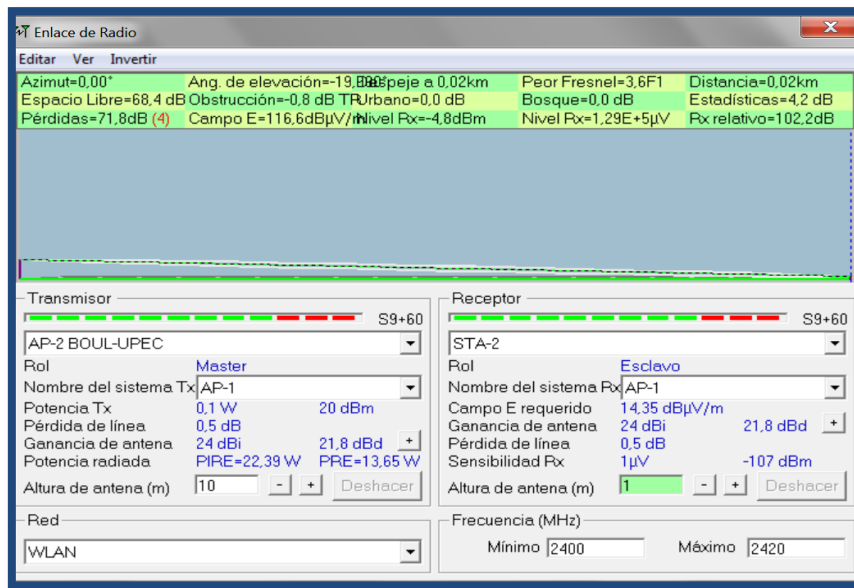 Enlace de Radio
Editar Ver Invertir
Azimut=0,00° Ang. de elevación=-19, Despeje a 0,02km Peor Fresnel=3,6F1 Distancia=0,02km
Espacio Libre=68,4 dB Obstrucción=-0,8 dB TR Urbano=0,0 dB Bosque=0,0 dB Estadísticas=4,2 dB
Pérdidas=71,8dB (4) Campo E=116,6dBµV/m Nivel Rx=-4,8dBm Nivel Rx=1,29E+5µV Rx relativo=102,2dB
Transmisor Receptor
S9+60 S9+60
AP-2 BOUL-UPEC STA-2
Rol Master Rol Esclavo
Nombre del sistema Tx AP-1 Nombre del sistema Rx AP-1
Potencia Tx 0,1 W 20 dBm Campo E requerido 14,35 dBµV/m
Pérdida de línea 0,5 dB Ganancia de antena 24 dBi 21,8 dBd +
Ganancia de antena 24 dBi 21,8 dBd + Pérdida de línea 0,5 dB
Potencia radiada PIRE=22,39 W PRE=13,65 W Sensibilidad Rx 1µV -107 dBm
Altura de antena (m) 10 - + Deshacer Altura de antena (m) 1 - + Deshacer
Red Frecuencia (MHz)
WLAN Mínimo 2400 Máximo 2420